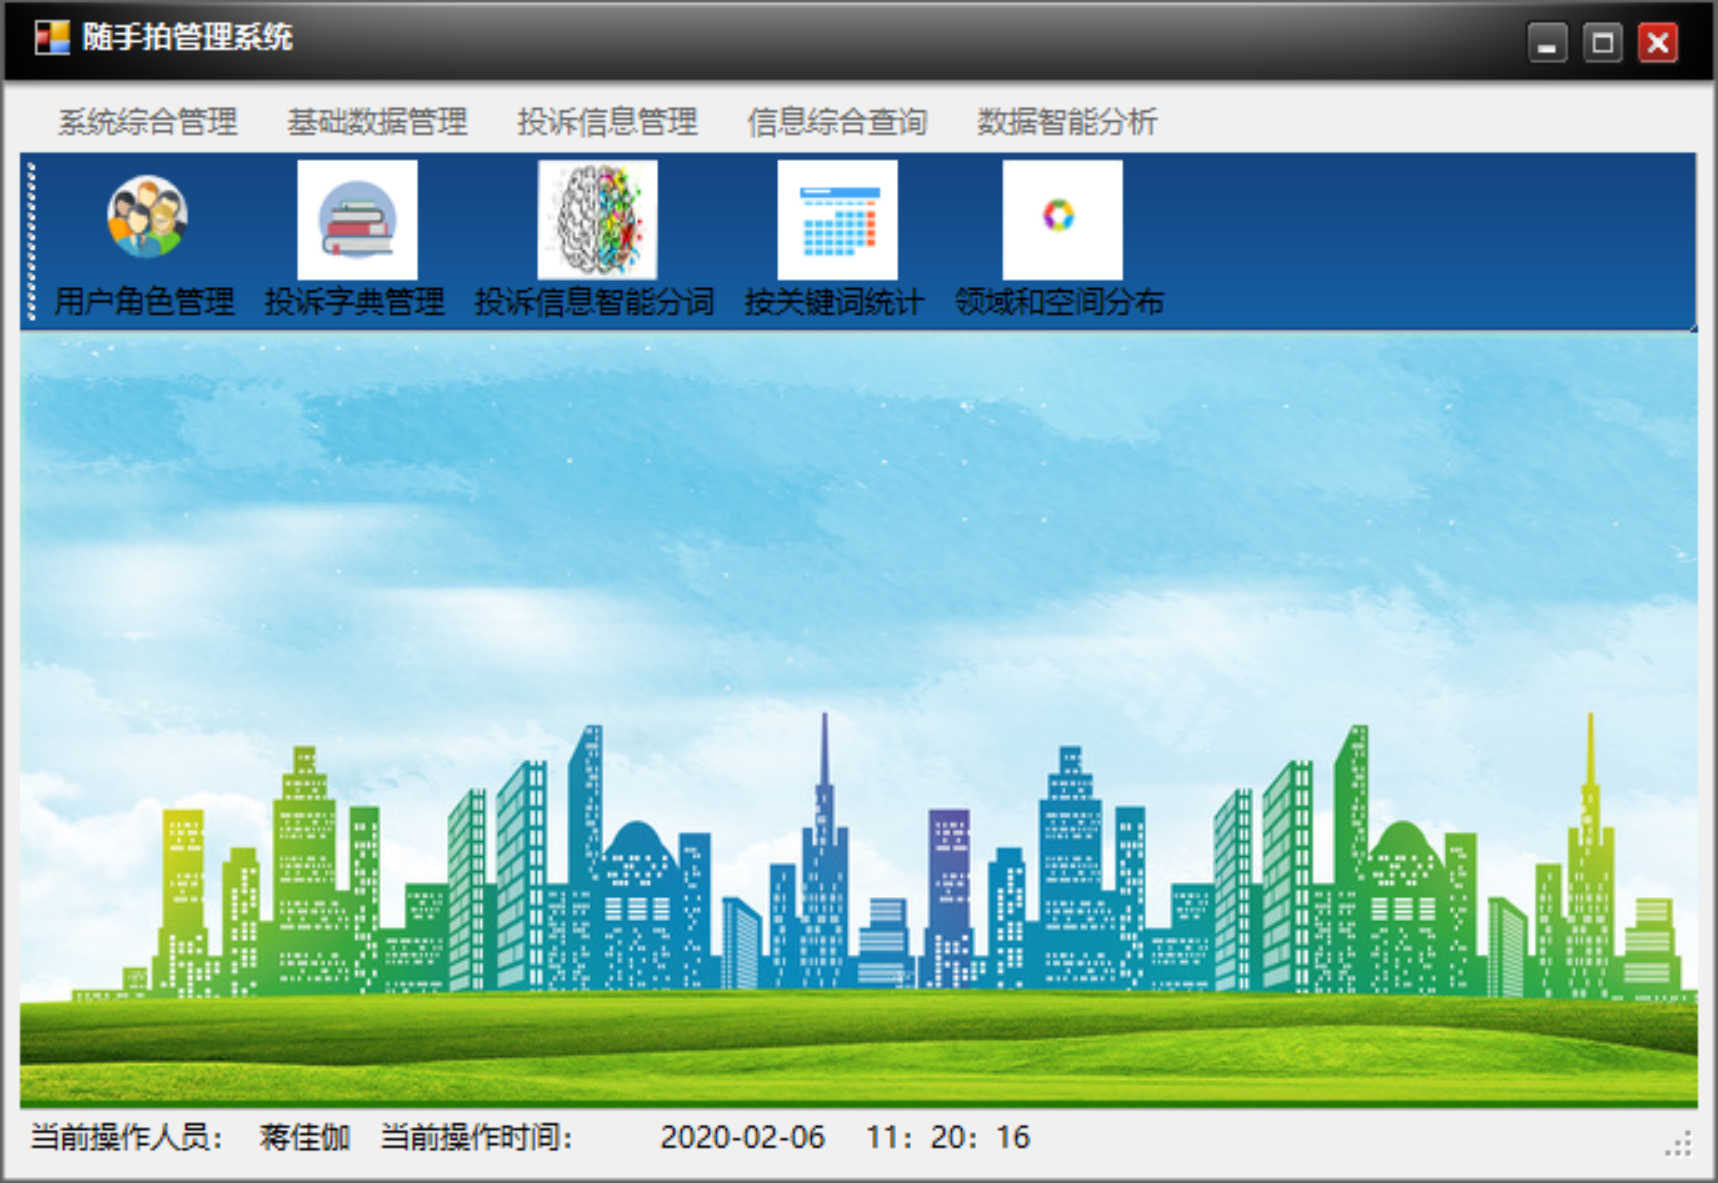 随手拍管理系统
系统综合管理 基础数据管理 投诉信息管理 信息综合查询 数据智能分析
用户角色管理 投诉字典管理 投诉信息智能分词 按关键词统计 领域和空间分布
当前操作人员： 蒋佳伽 当前操作时间： 2020-02-06 11：20：16